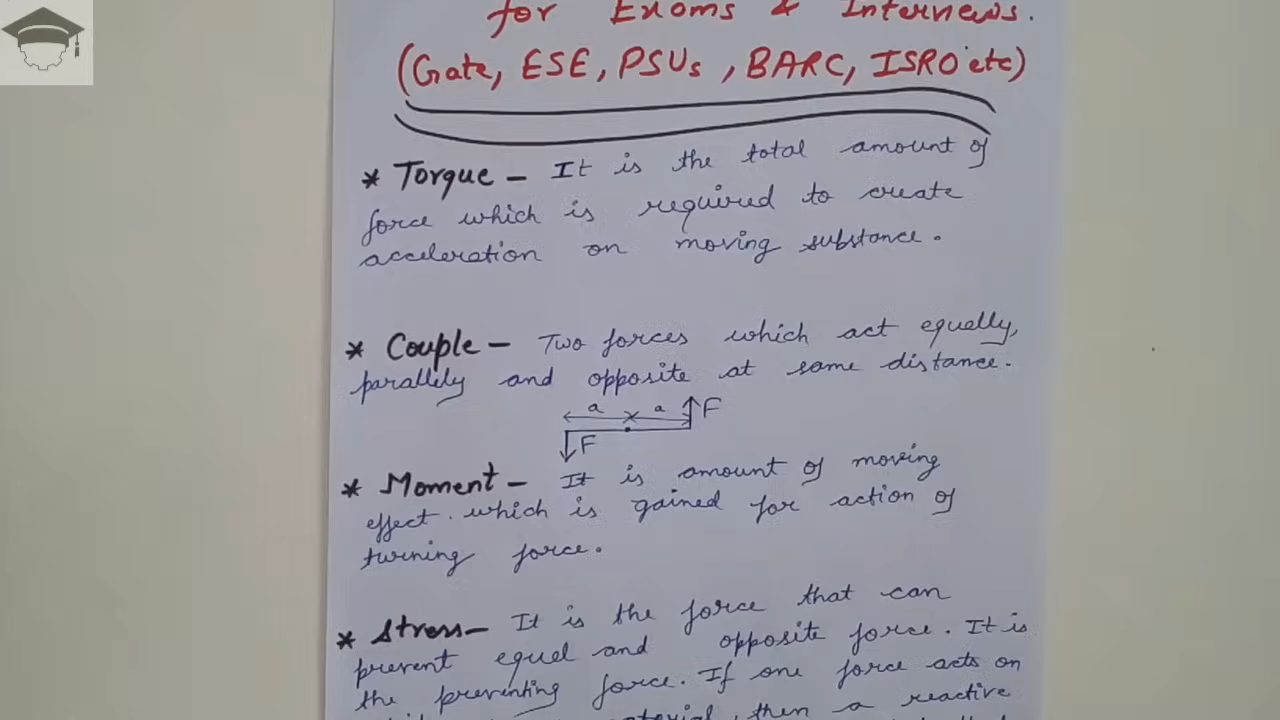 for Exams & Interviews.
(Gate, ESE, PSUs, BARC, ISRO etc)
* Torque - It is the total amount of
force which is required to create
acceleration on moving substance.
* Couple - Two forces which act equally,
parallely and opposite at same distance.
a a F
F
* Moment - It is amount of moving
effect. which is gained for action of
turning force.
* Stress - It is the force that can
prevent equal and opposite force. It is
the preventing force. If one force acts on
material, then a reactive